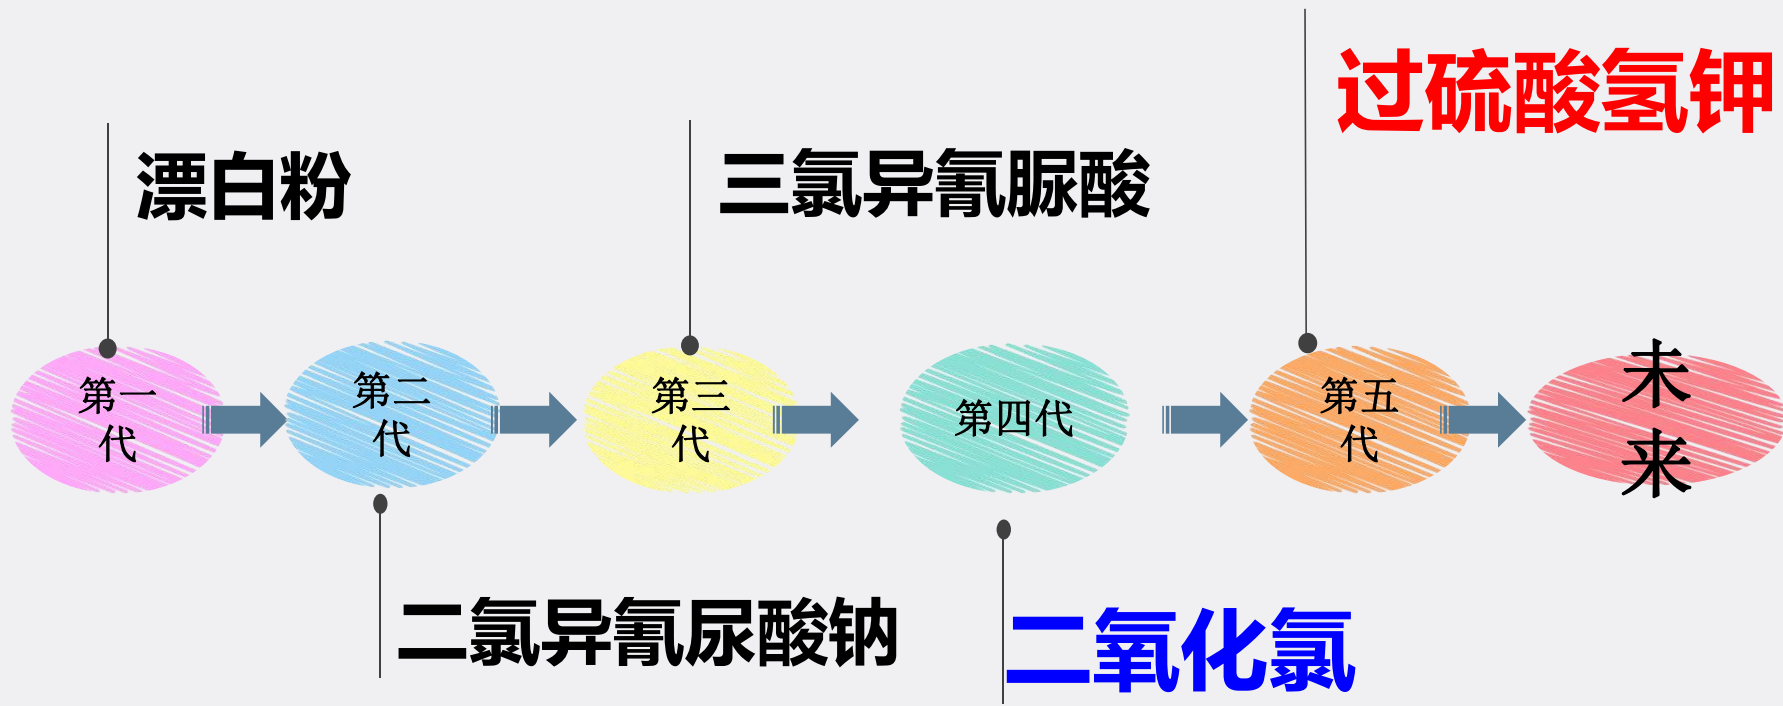 过硫酸氢钾
漂白粉
三氯异氰脲酸
第一
代
第二
代
第三
代
第四代
第五
代
未
来
二氯异氰尿酸钠
二氧化氯